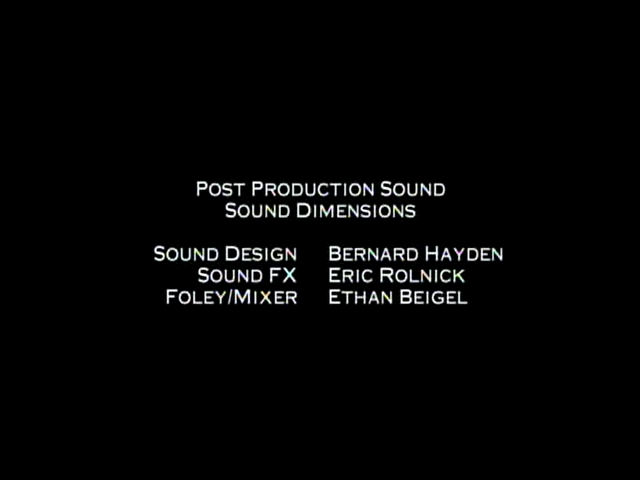 POST PRODUCTION SOUND
SOUND DIMENSIONS
SOUND DESIGN BERNARD HAYDEN
SOUND FX ERIC ROLNICK
FOLEY/MIXER ETHAN BEIGEL